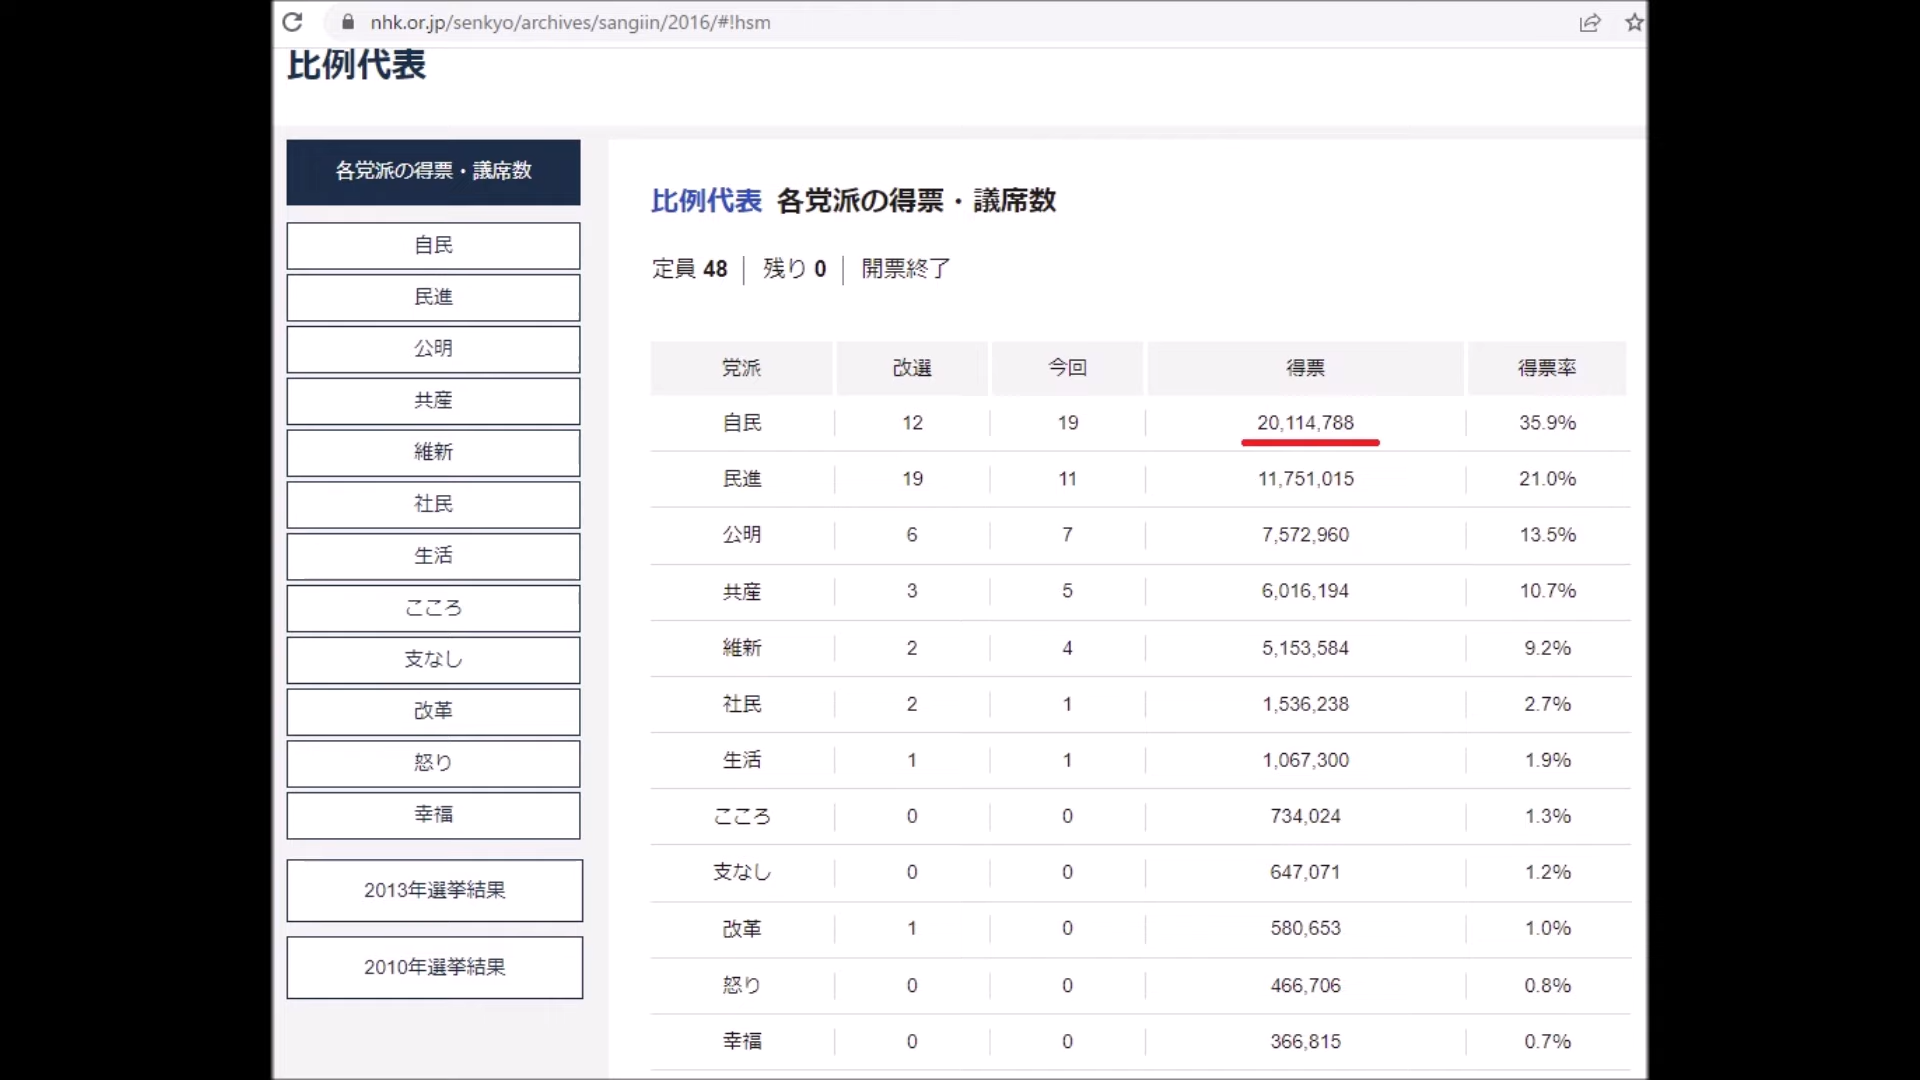 nhk.or.jp/senkyo/archives/sangiin/2016/#!hsm
比例代表
各党派の得票・議席数
自民
民進
公明
共産
維新
社民
生活
こころ
支なし
改革
怒り
幸福
2013年選挙結果
2010年選挙結果
比例代表 各党派の得票・議席数
定員 48 残り 0 開票終了
党派 改選 今回 得票 得票率
自民 12 19 20,114,788 35.9%
民進 19 11 11,751,015 21.0%
公明 6 7 7,572,960 13.5%
共産 3 5 6,016,194 10.7%
維新 2 4 5,153,584 9.2%
社民 2 1 1,536,238 2.7%
生活 1 1 1,067,300 1.9%
こころ 0 0 734,024 1.3%
支なし 0 0 647,071 1.2%
改革 1 0 580,653 1.0%
怒り 0 0 466,706 0.8%
幸福 0 0 366,815 0.7%